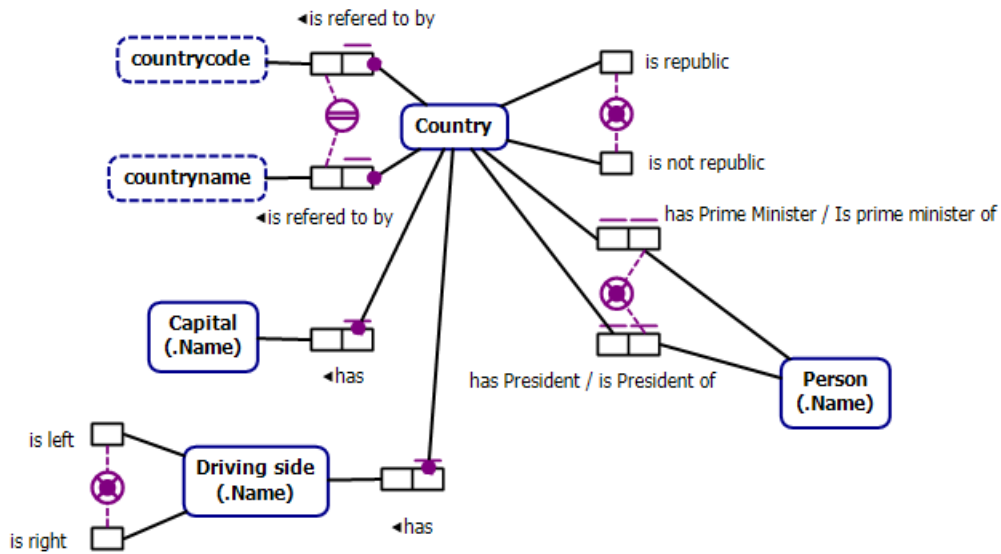 ◄is refered to by
countrycode
is republic
Country
is not republic
countryname
◄is refered to by
has Prime Minister / Is prime minister of
Capital
(.Name)
◄has
has President / is President of
Person
(.Name)
is left
Driving side
(.Name)
◄has
is right